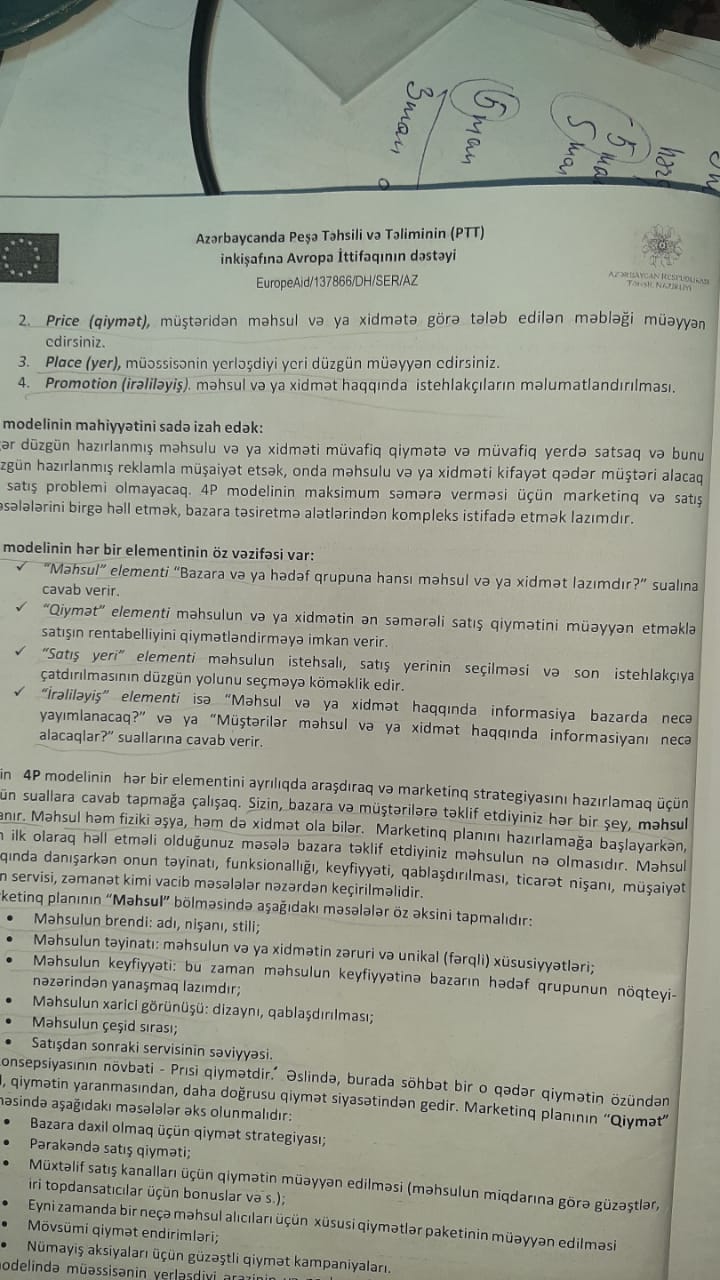 3 man
6 man
5 ma
5 mar
hər
Azərbaycanda Peşə Təhsili və Təliminin (PTT)
inkişafına Avropa İttifaqının dəstəyi
EuropeAid/137866/DH/SER/AZ
AZƏRBAYCAN RESPUBLİKASI
TƏHSİL NAZİRLİYİ
2. Price (qiymət), müştəridən məhsul və ya xidmətə görə tələb edilən məbləği müəyyən
edirsiniz.
3. Place (yer), müəssisənin yerləşdiyi yeri düzgün müəyyən edirsiniz.
4. Promotion (irəliləyiş). məhsul və ya xidmət haqqında istehlakçıların məlumatlandırılması.
modelinin mahiyyətini sadə izah edək:
ər düzgün hazırlanmış məhsulu və ya xidməti müvafiq qiymətə və müvafiq yerdə satsaq və bunu
zgün hazırlanmış reklamla müşaiyət etsək, onda məhsulu və ya xidməti kifayət qədər müştəri alacaq
satış problemi olmayacaq. 4P modelinin maksimum səmərə verməsi üçün marketinq və satış
əsələlərini birgə həll etmək, bazara təsiretmə alətlərindən kompleks istifadə etmək lazımdır.
modelinin hər bir elementinin öz vəzifəsi var:
✓ “Məhsul” elementi “Bazara və ya hədəf qrupuna hansı məhsul və ya xidmət lazımdır?” sualına
cavab verir.
✓ “Qiymət” elementi məhsulun və ya xidmətin ən səmərəli satış qiymətini müəyyən etməklə
satışın rentabelliyini qiymətləndirməyə imkan verir.
✓ “Satış yeri” elementi məhsulun istehsalı, satış yerinin seçilməsi və son istehlakçıya
çatdırılmasının düzgün yolunu seçməyə köməklik edir.
✓ “İrəliləyiş” elementi isə “Məhsul və ya xidmət haqqında informasiya bazarda necə
yayımlanacaq?” və ya “Müştərilər məhsul və ya xidmət haqqında informasiyanı necə
alacaqlar?” suallarına cavab verir.
in 4P modelinin hər bir elementini ayrılıqda araşdıraq və marketinq strategiyasını hazırlamaq üçün
ün suallara cavab tapmağa çalışaq. Sizin, bazara və müştərilərə təklif etdiyiniz hər bir şey, məhsul
anır. Məhsul həm fiziki əşya, həm də xidmət ola bilər. Marketinq planını hazırlamağa başlayarkən,
n ilk olaraq həll etməli olduğunuz məsələ bazara təklif etdiyiniz məhsulun nə olmasıdır. Məhsul
qında danışarkən onun təyinatı, funksionallığı, keyfiyyəti, qablaşdırılması, ticarət nişanı, müşaiyət
n servisi, zəmanət kimi vacib məsələlər nəzərdən keçirilməlidir.
ketinq planının “Məhsul” bölməsində aşağıdakı məsələlər öz əksini tapmalıdır:
• Məhsulun brendi: adı, nişanı, stili;
• Məhsulun təyinatı: məhsulun və ya xidmətin zəruri və unikal (fərqli) xüsusiyyətləri;
• Məhsulun keyfiyyəti: bu zaman məhsulun keyfiyyətinə bazarın hədəf qrupunun nöqteyi-
nəzərindən yanaşmaq lazımdır;
• Məhsulun xarici görünüşü: dizaynı, qablaşdırılması;
• Məhsulun çeşid sırası;
• Satışdan sonraki servisinin səviyyəsi.
onsepsiyasının növbəti - Prısi qiymətdir. Əslində, burada söhbət bir o qədər qiymətin özündən
, qiymətin yaranmasından, daha doğrusu qiymət siyasətindən gedir. Marketinq planının “Qiymət”
məsində aşağıdakı məsələlər əks olunmalıdır:
• Bazara daxil olmaq üçün qiymət strategiyası;
• Pərakəndə satış qiyməti;
• Müxtəlif satış kanalları üçün qiymətin müəyyən edilməsi (məhsulun miqdarına görə güzəştlər,
iri topdansatıcılar üçün bonuslar və s.);
• Eyni zamanda bir neçə məhsul alıcıları üçün xüsusi qiymətlər paketinin müəyyən edilməsi
• Mövsümi qiymət endirimləri;
• Nümayiş aksiyaları üçün güzəştli qiymət kampaniyaları.
odelində müəssisənin yerləşdiyi